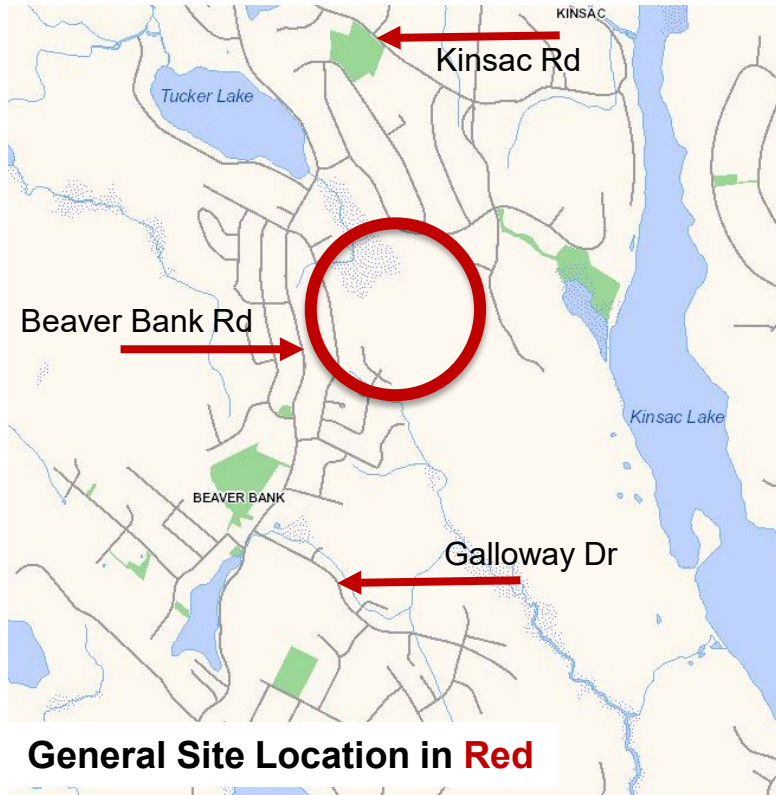 KINSAC
Kinsac Rd
Tucker Lake
Beaver Bank Rd
Kinsac Lake
BEAVER BANK
Galloway Dr
General Site Location in Red